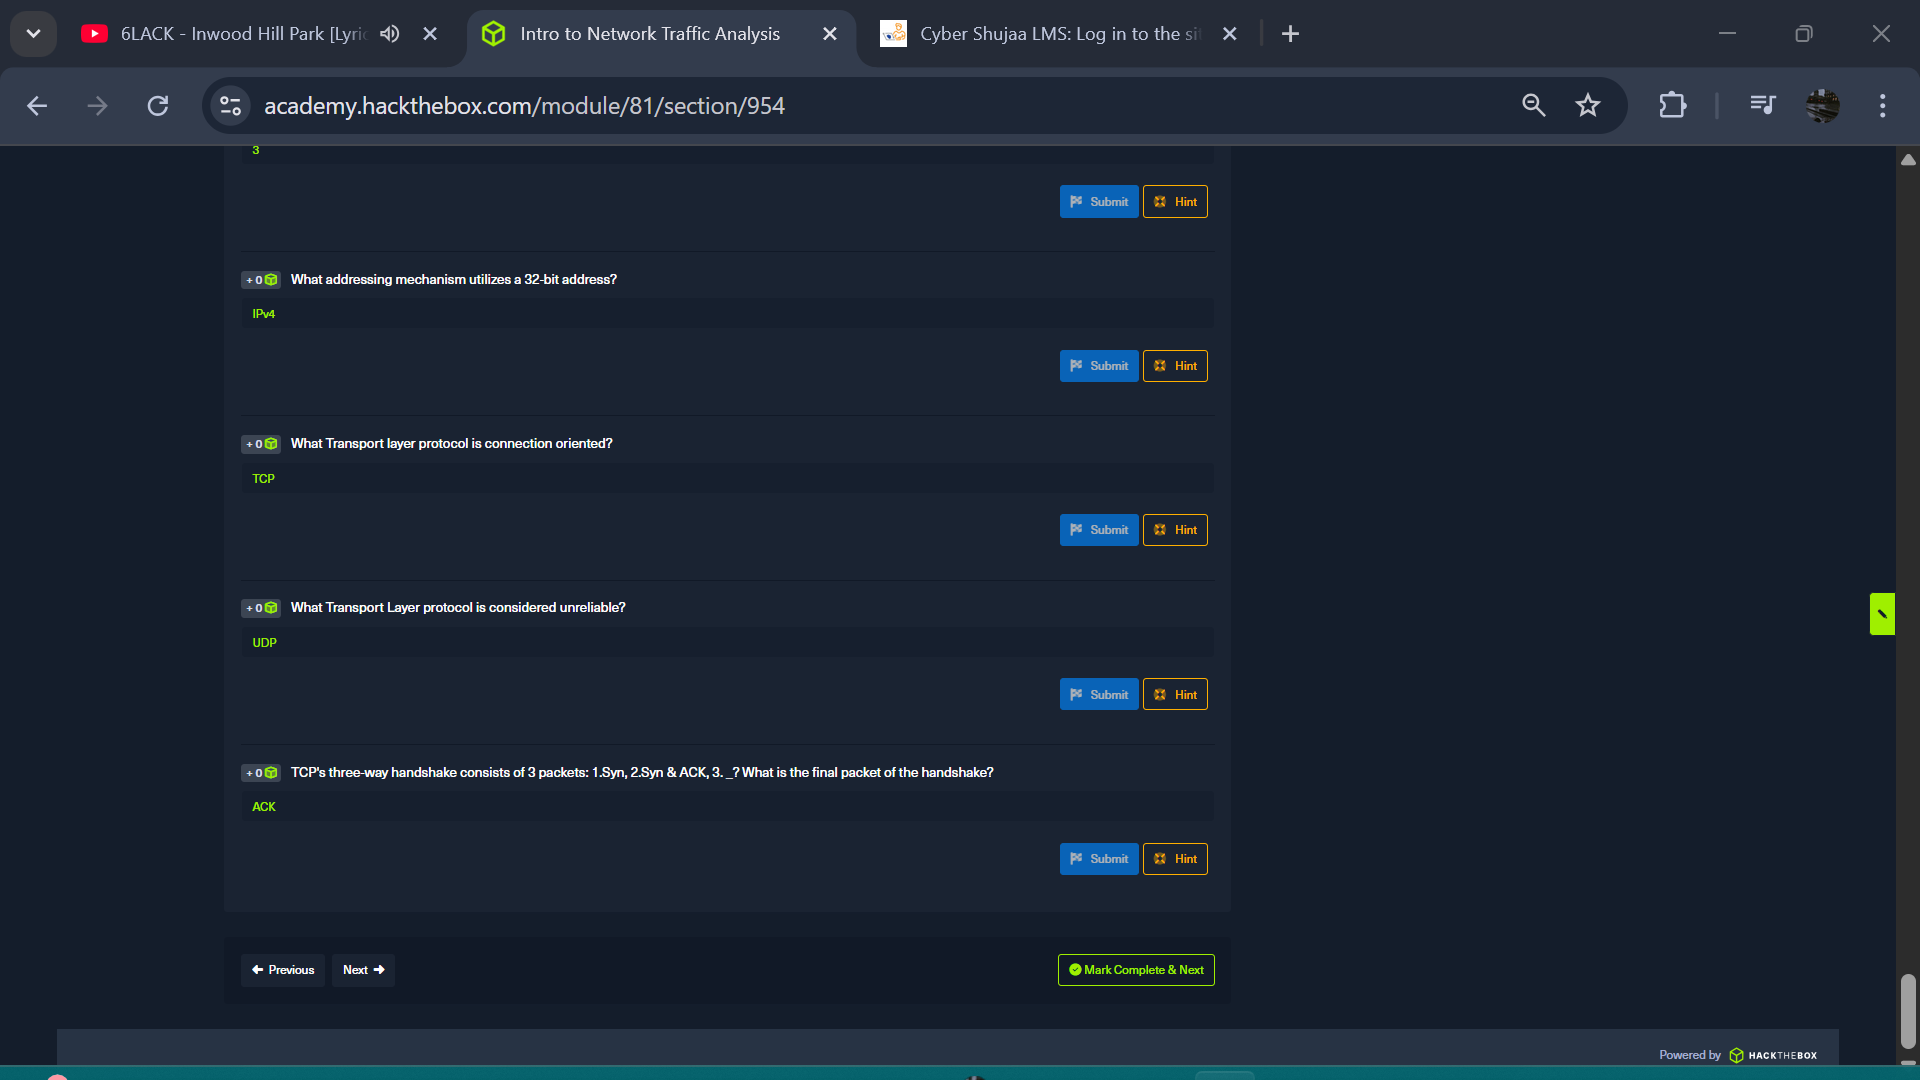 6LACK - Inwood Hill Park [Lyric
Intro to Network Traffic Analysis
Cyber Shujaa LMS: Log in to the sit
academy.hackthebox.com/module/81/section/954
3
Submit
Hint
+ 0 What addressing mechanism utilizes a 32-bit address?
IPv4
Submit
Hint
+ 0 What Transport layer protocol is connection oriented?
TCP
Submit
Hint
+ 0 What Transport Layer protocol is considered unreliable?
UDP
Submit
Hint
+ 0 TCP's three-way handshake consists of 3 packets: 1.Syn, 2.Syn & ACK, 3. _? What is the final packet of the handshake?
ACK
Submit
Hint
Previous
Next
Mark Complete & Next
Powered by HACKTHEBOX